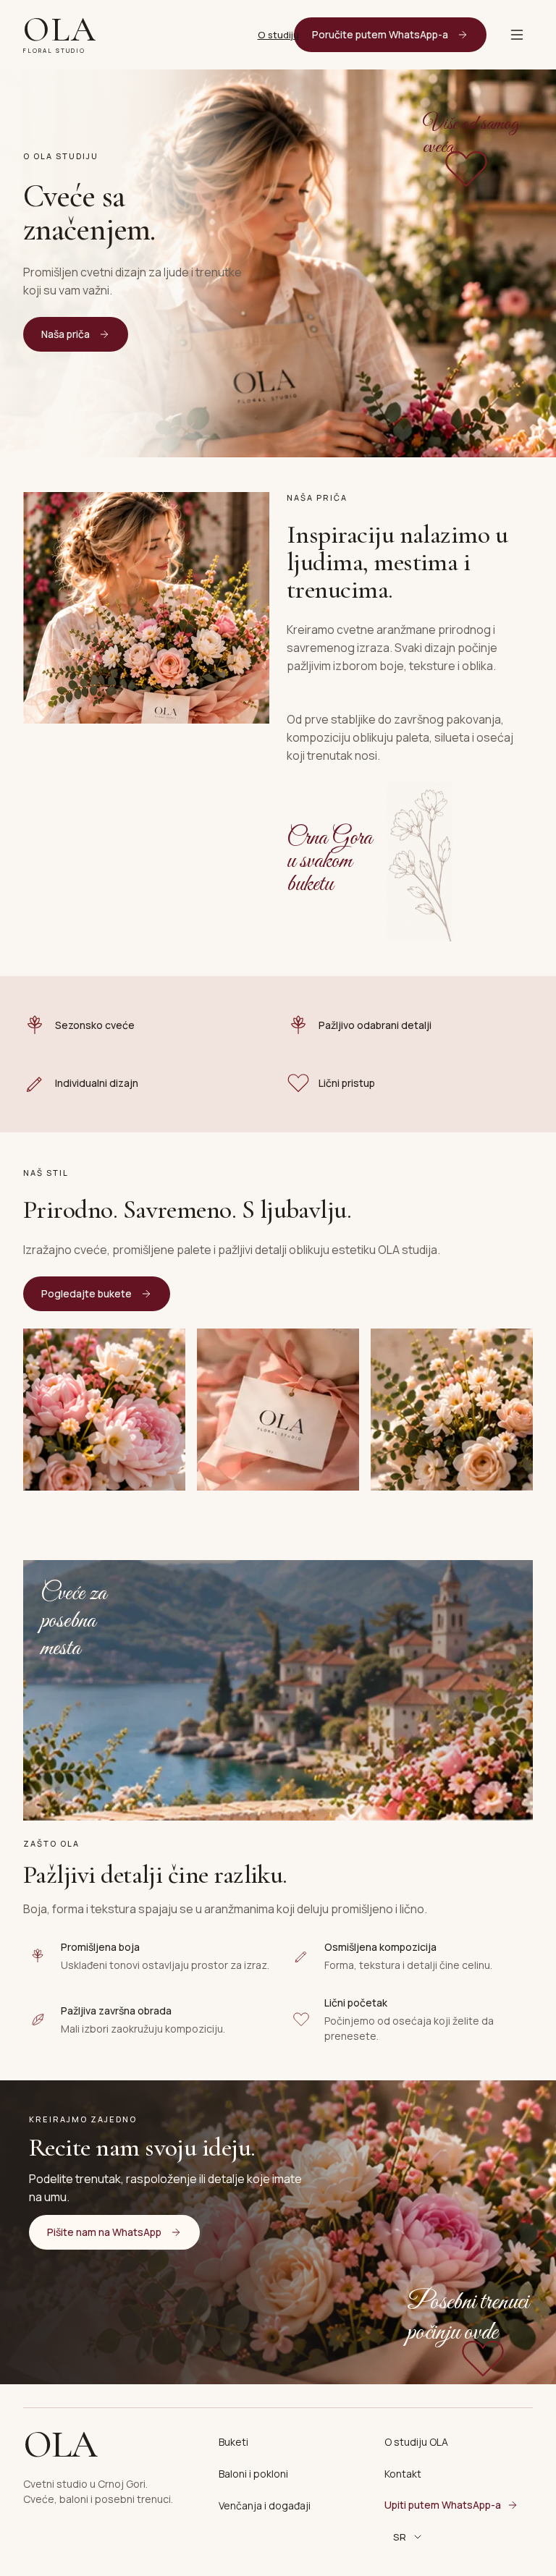 OLA
FLORAL STUDIO
O studiju
Poručite putem WhatsApp-a
O OLA STUDIJU
Više od samog
cveća
Cveće sa
značenjem.
Promišljen cvetni dizajn za ljude i trenutke
koji su vam važni.
Naša priča
OLA
FLORAL STUDIO
NAŠA PRIČA
Inspiraciju nalazimo u
ljudima, mestima i
trenucima.
Kreiramo cvetne aranžmane prirodnog i
savremenog izraza. Svaki dizajn počinje
pažljivim izborom boje, teksture i oblika.
OLA
Od prve stabljike do završnog pakovanja,
kompoziciju oblikuju paleta, silueta i osećaj
koji trenutak nosi.
Crna Gora
u svakom
buketu
Sezonsko cveće
Pažljivo odabrani detalji
Individualni dizajn
Lični pristup
NAŠ STIL
Prirodno. Savremeno. S ljubavlju.
Izražajno cveće, promišljene palete i pažljivi detalji oblikuju estetiku OLA studija.
Pogledajte bukete
OLA
FLORAL STUDIO
Cveće za
posebna
mesta
ZAŠTO OLA
Pažljivi detalji čine razliku.
Boja, forma i tekstura spajaju se u aranžmanima koji deluju promišljeno i lično.
Promišljena boja
Usklađeni tonovi ostavljaju prostor za izraz.
Osmišljena kompozicija
Forma, tekstura i detalji čine celinu.
Pažljiva završna obrada
Mali izbori zaokružuju kompoziciju.
Lični početak
Počinjemo od osećaja koji želite da
prenesete.
KREIRAJMO ZAJEDNO
Recite nam svoju ideju.
Podelite trenutak, raspoloženje ili detalje koje imate
na umu.
Pišite nam na WhatsApp
Posebni trenuci
počinju ovde
OLA
Cvetni studio u Crnoj Gori.
Cveće, baloni i posebni trenuci.
Buketi
Baloni i pokloni
Venčanja i događaji
O studiju OLA
Kontakt
Upiti putem WhatsApp-a
SR